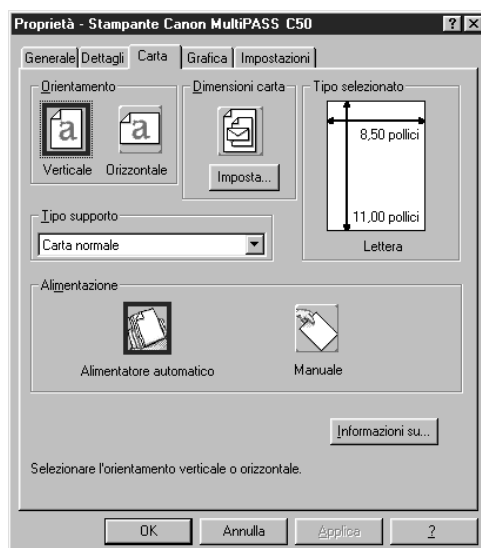 Proprietà - Stampante Canon MultiPASS C50
Generale Dettagli Carta Grafica Impostazioni
Orientamento
a a
Verticale Orizzontale
Dimensioni carta
Imposta...
Tipo selezionato
8,50 pollici
11,00 pollici
Lettera
Tipo supporto
Carta normale
Alimentazione
Alimentatore automatico Manuale
Informazioni su...
Selezionare l'orientamento verticale o orizzontale.
OK Annulla Applica ?